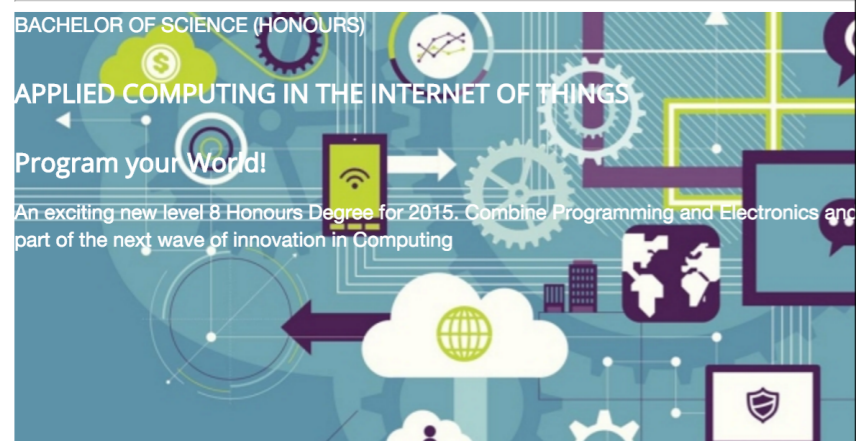 BACHELOR OF SCIENCE (HONOURS)
APPLIED COMPUTING IN THE INTERNET OF THINGS
Program your World!
An exciting new level 8 Honours Degree for 2015. Combine Programming and Electronics and
part of the next wave of innovation in Computing